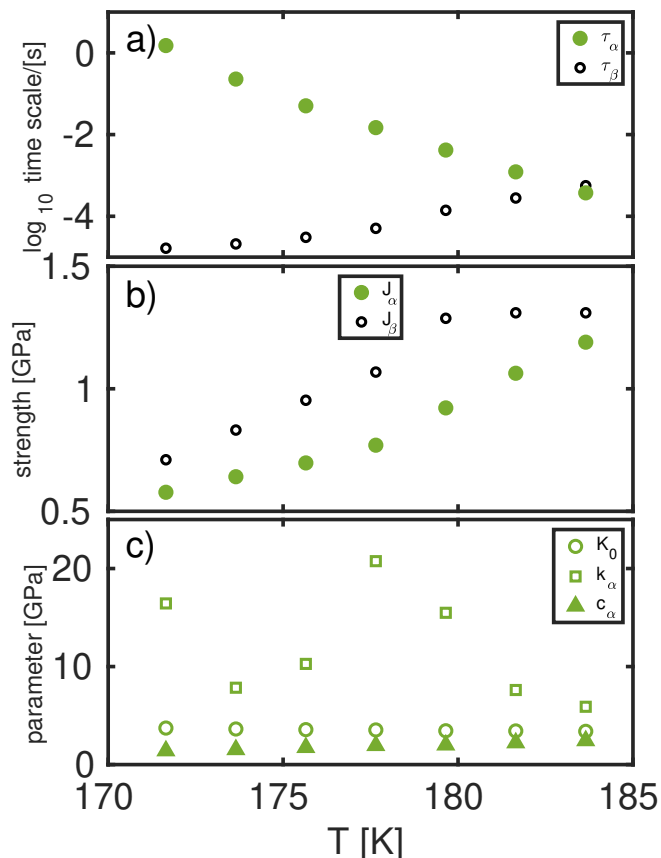 a)
τα
τβ
0
-2
-4
log10 time scale/[s]
b)
Jα
Jβ
1.5
1
0.5
strength [GPa]
c)
K0
kα
cα
20
10
0
parameter [GPa]
170
175
180
185
T [K]